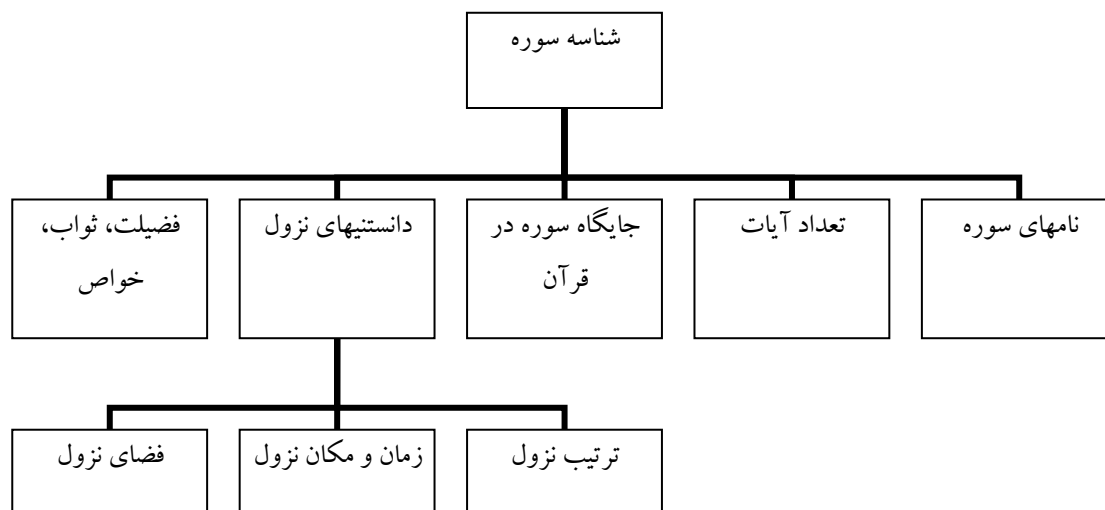 شناسه سوره
نامهای سوره
تعداد آیات
جایگاه سوره در
قرآن
دانستنیهای نزول
فضیلت، ثواب،
خواص
ترتیب نزول
زمان و مکان نزول
فضای نزول